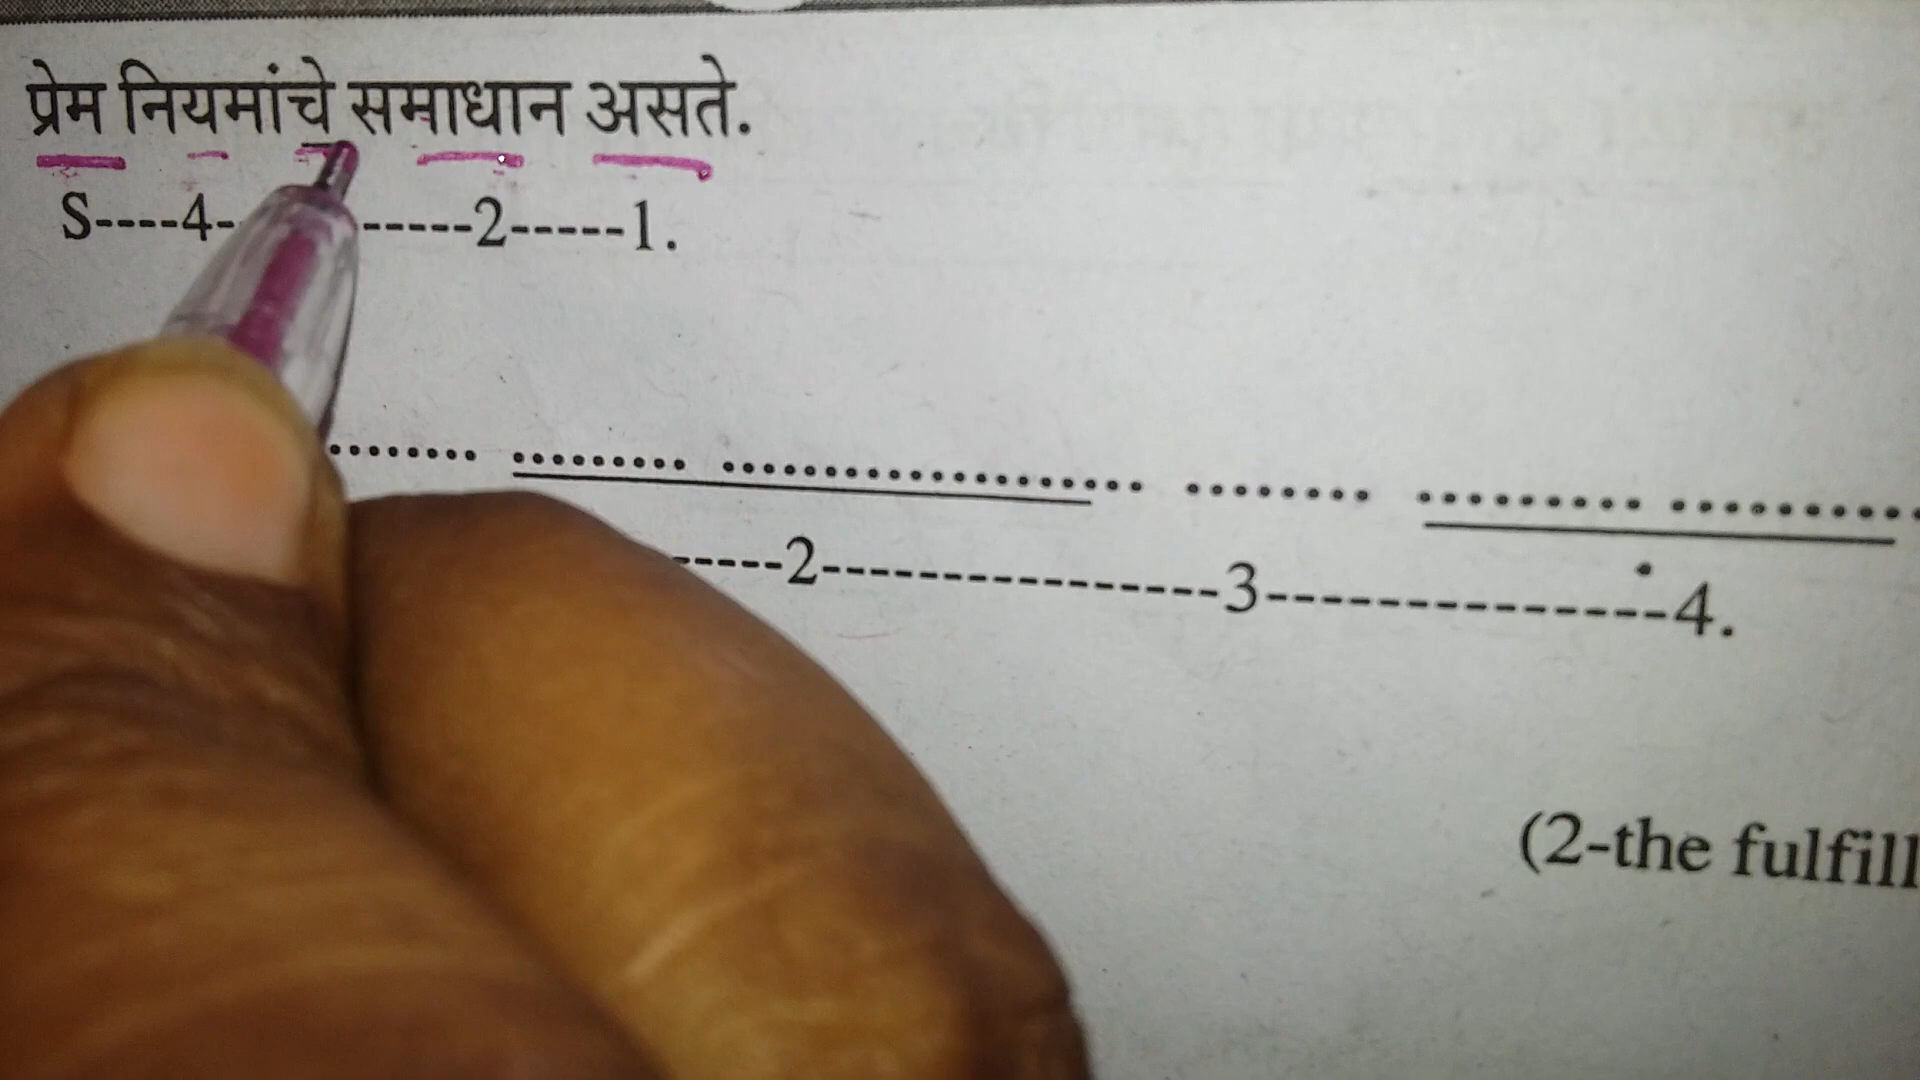 प्रेम नियमांचे समाधान असते.
S----4- ------2-----1.
........ ......... ..................... ......... ......... ..........
-----2----------------3----------------4.
(2-the fulfill